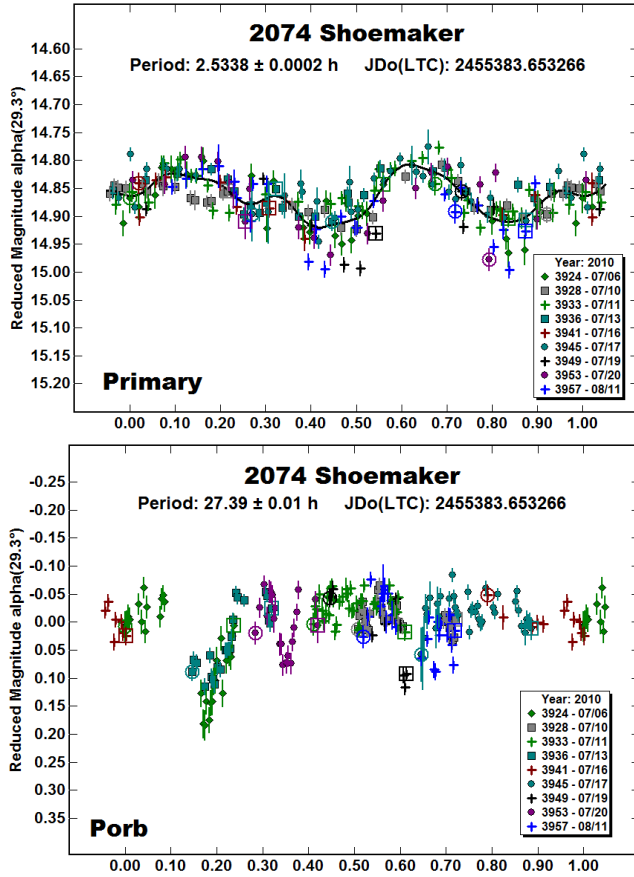 2074 Shoemaker
Period: 2.5338 ± 0.0002 h JDo(LTC): 2455383.653266
Reduced Magnitude alpha(29.3°)
14.60
14.65
14.70
14.75
14.80
14.85
14.90
14.95
15.00
15.05
15.10
15.15
15.20
Year: 2010
3924 - 07/06
3928 - 07/10
3933 - 07/11
3936 - 07/13
3941 - 07/16
3945 - 07/17
3949 - 07/19
3953 - 07/20
3957 - 08/11
Primary
0.00 0.10 0.20 0.30 0.40 0.50 0.60 0.70 0.80 0.90 1.00
2074 Shoemaker
Period: 27.39 ± 0.01 h JDo(LTC): 2455383.653266
Reduced Magnitude alpha(29.3°)
-0.25
-0.20
-0.15
-0.10
-0.05
0.00
0.05
0.10
0.15
0.20
0.25
0.30
0.35
Year: 2010
3924 - 07/06
3928 - 07/10
3933 - 07/11
3936 - 07/13
3941 - 07/16
3945 - 07/17
3949 - 07/19
3953 - 07/20
3957 - 08/11
Porb
0.00 0.10 0.20 0.30 0.40 0.50 0.60 0.70 0.80 0.90 1.00